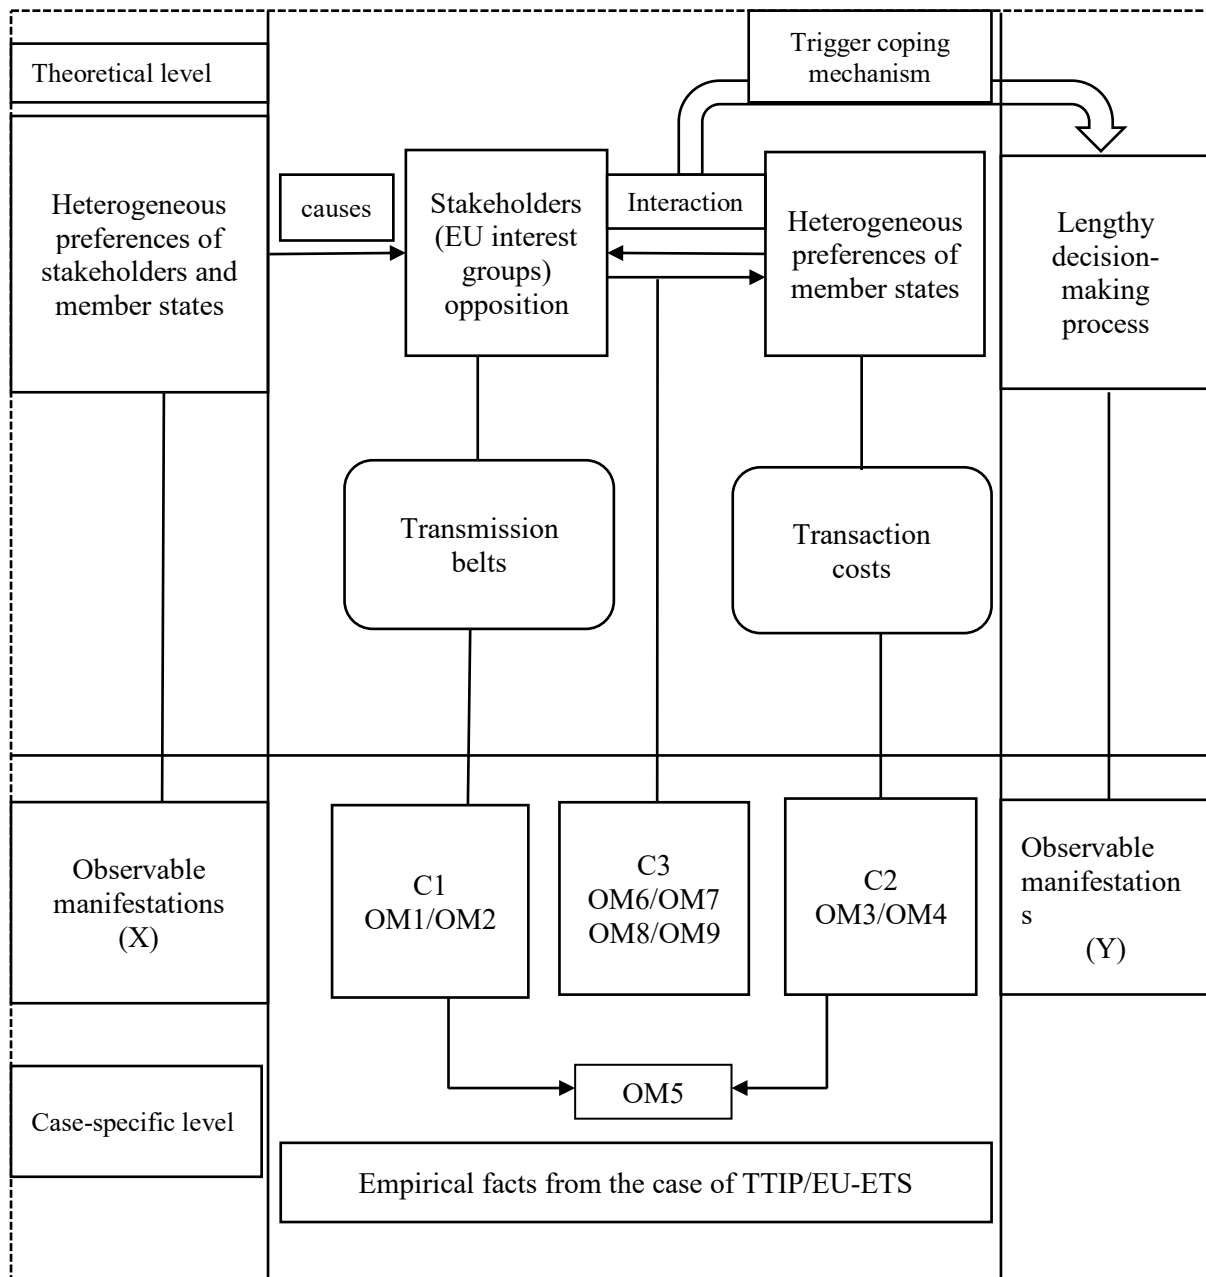 Trigger coping
mechanism
Theoretical level
Heterogeneous
preferences of
stakeholders and
member states
causes
Stakeholders
(EU interest
groups)
opposition
Interaction
Heterogeneous
preferences of
member states
Lengthy
decision-
making
process
Transmission
belts
Transaction
costs
Observable
manifestations
(X)
C1
OM1/OM2
C3
OM6/OM7
OM8/OM9
C2
OM3/OM4
Observable
manifestation
s
(Y)
OM5
Case-specific level
Empirical facts from the case of TTIP/EU-ETS